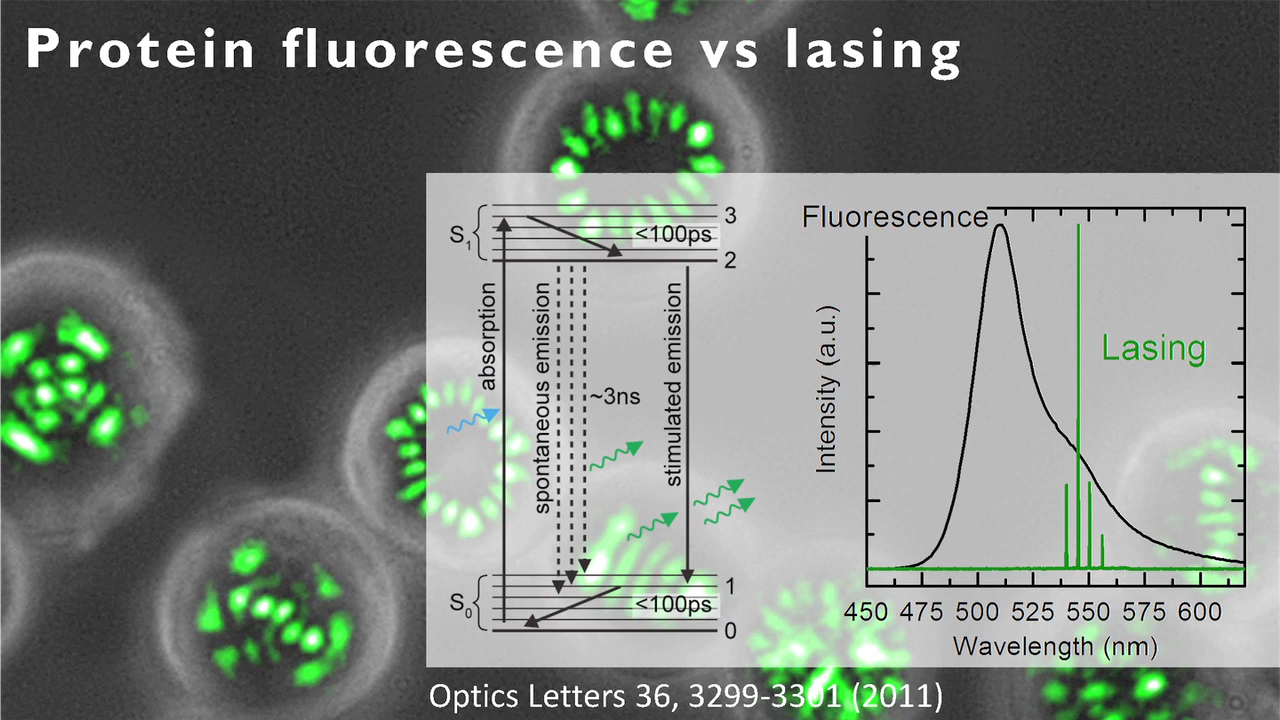 Protein fluorescence vs lasing
S1
3
<100ps
2
absorption
spontaneous emission
~3ns
stimulated emission
S0
1
<100ps
0
Fluorescence
Lasing
Intensity (a.u.)
450 475 500 525 550 575 600
Wavelength (nm)
Optics Letters 36, 3299-3301 (2011)